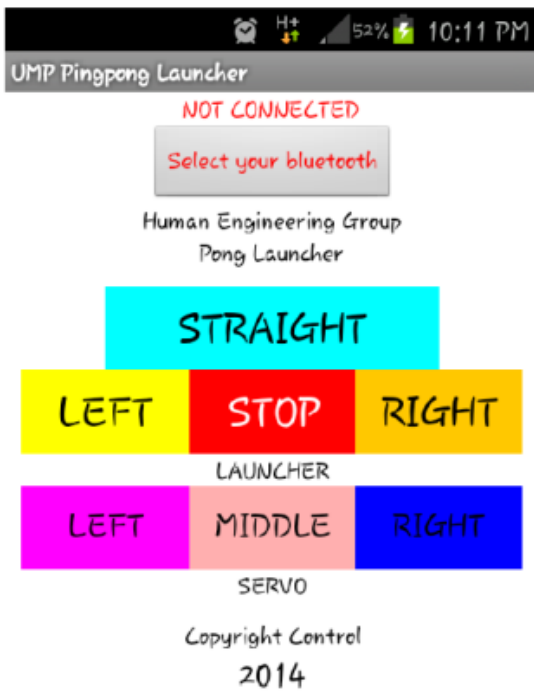 H+ 52% 10:11 PM
UMP Pingpong Launcher
NOT CONNECTED
Select your bluetooth
Human Engineering Group
Pong Launcher
STRAIGHT
LEFT STOP RIGHT
LAUNCHER
LEFT MIDDLE RIGHT
SERVO
Copyright Control
2014